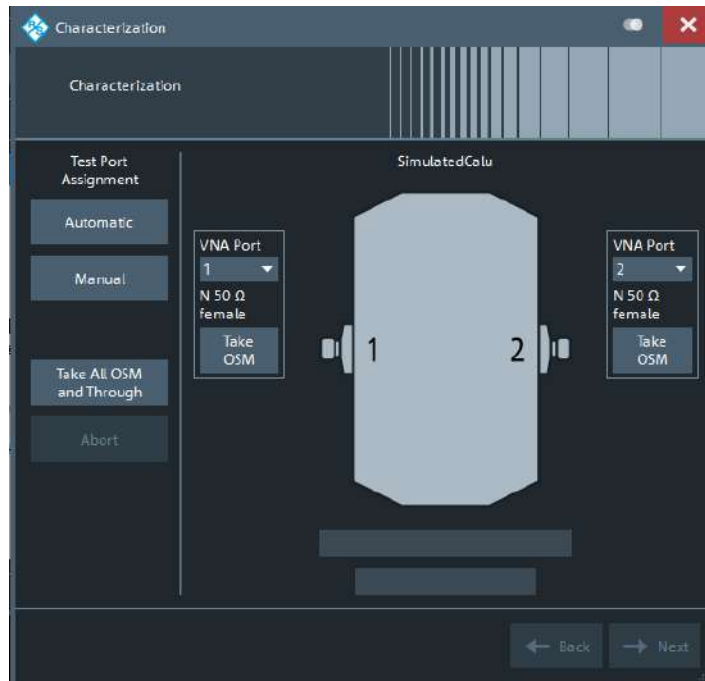 Characterization
Characterization
Test Port
Assignment
Automatic
Manual
Take All OSM
and Through
Abort
SimulatedCalu
VNA Port
1
N 50 Ω
female
Take
OSM
1
2
VNA Port
2
N 50 Ω
female
Take
OSM
Back
Next